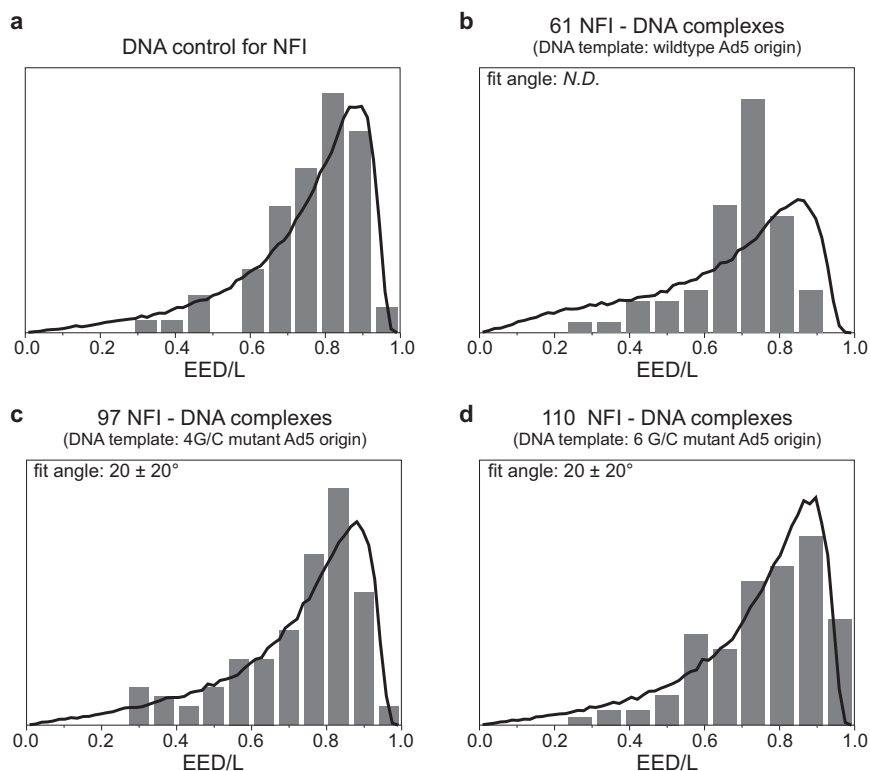 a
DNA control for NFI
0.0 0.2 0.4 0.6 0.8 1.0
EED/L
b
61 NFI - DNA complexes
(DNA template: wildtype Ad5 origin)
fit angle: N.D.
0.0 0.2 0.4 0.6 0.8 1.0
EED/L
c
97 NFI - DNA complexes
(DNA template: 4G/C mutant Ad5 origin)
fit angle: 20 ± 20°
0.0 0.2 0.4 0.6 0.8 1.0
EED/L
d
110 NFI - DNA complexes
(DNA template: 6 G/C mutant Ad5 origin)
fit angle: 20 ± 20°
0.0 0.2 0.4 0.6 0.8 1.0
EED/L